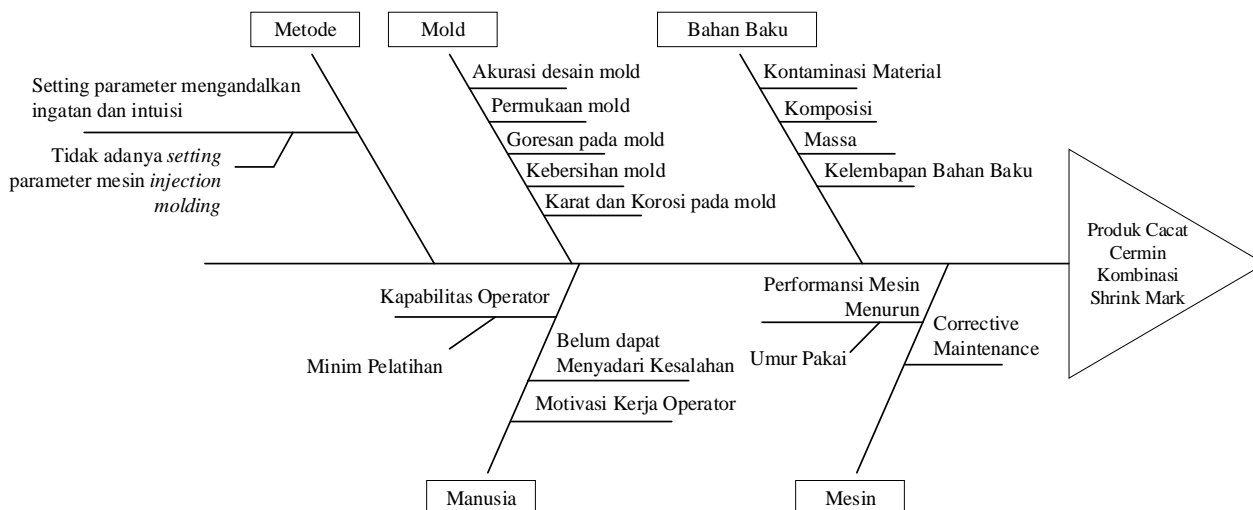 Metode
Mold
Bahan Baku
Setting parameter mengandalkan
ingatan dan intuisi
Tidak adanya setting
parameter mesin injection
molding
Akurasi desain mold
Permukaan mold
Goresan pada mold
Kebersihan mold
Karat dan Korosi pada mold
Kontaminasi Material
Komposisi
Massa
Kelembapan Bahan Baku
Produk Cacat
Cermin
Kombinasi
Shrink Mark
Kapabilitas Operator
Minim Pelatihan
Belum dapat
Menyadari Kesalahan
Motivasi Kerja Operator
Performansi Mesin
Menurun
Umur Pakai
Corrective
Maintenance
Manusia
Mesin